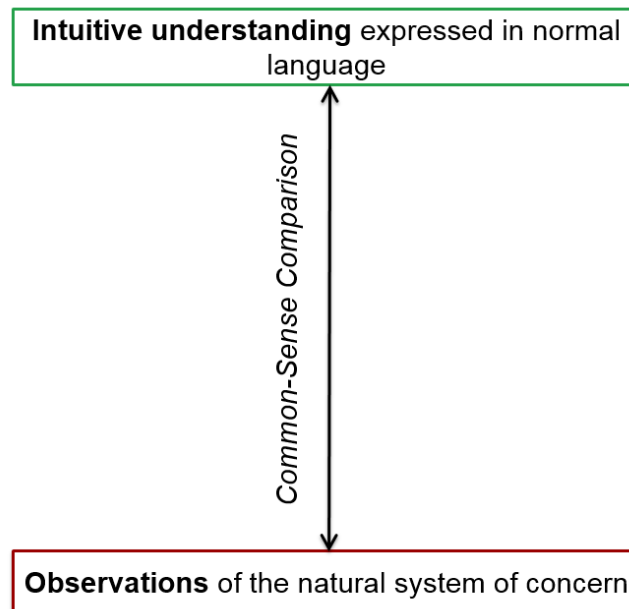 Intuitive understanding expressed in normal
language
Common-Sense Comparison
Observations of the natural system of concern